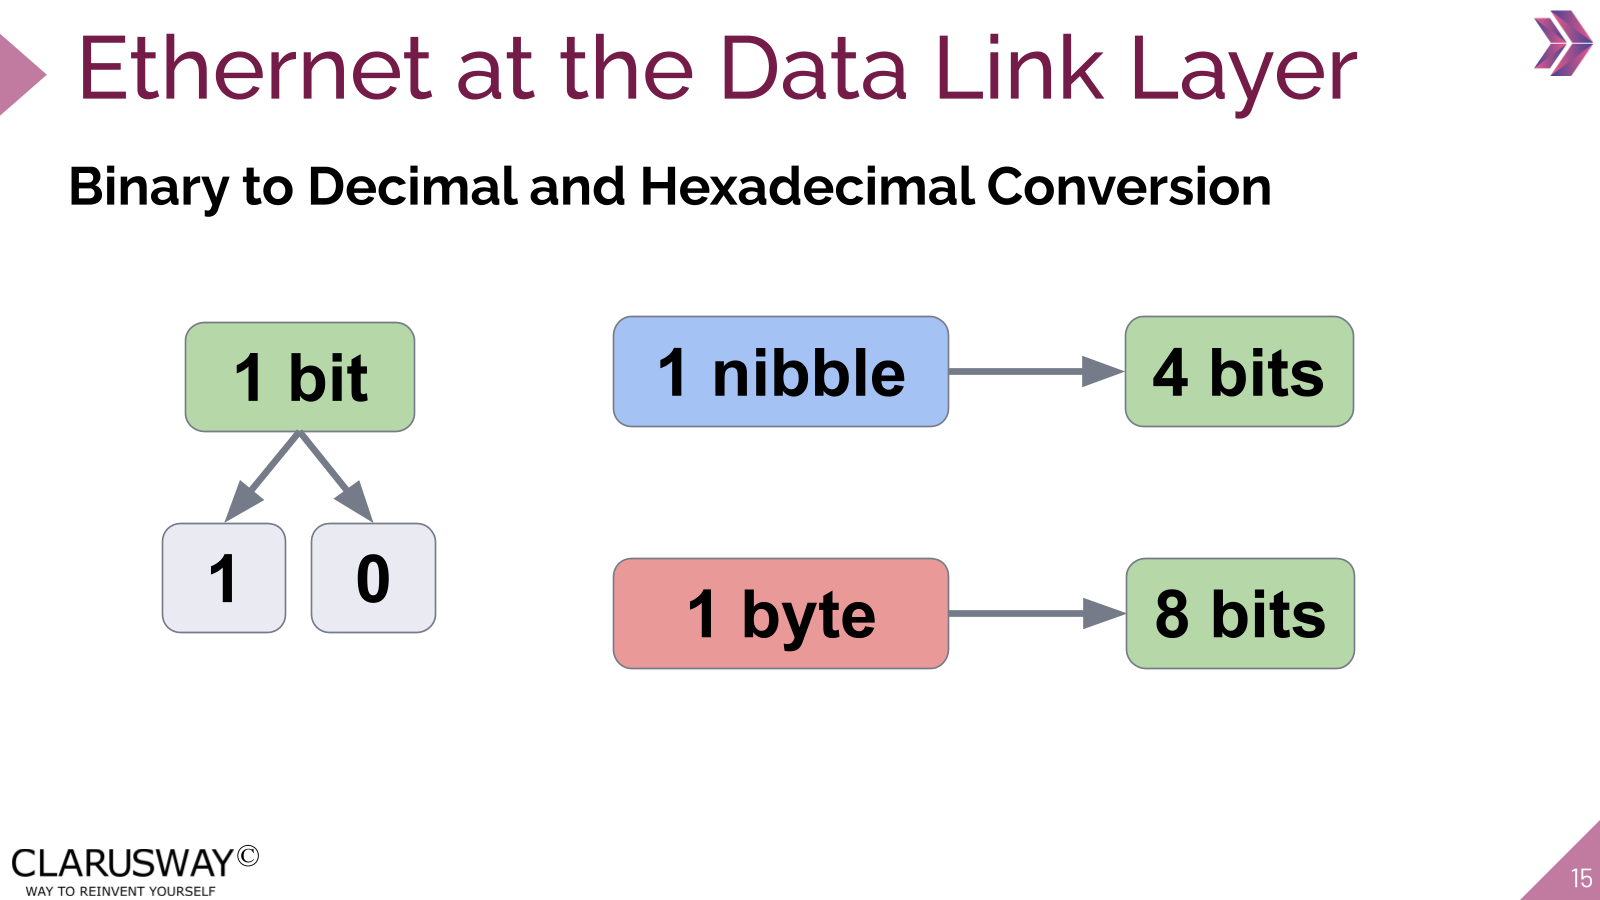 Ethernet at the Data Link Layer
Binary to Decimal and Hexadecimal Conversion
1 bit
1
0
1 nibble
4 bits
1 byte
8 bits
CLARUSWAY©
WAY TO REINVENT YOURSELF
15